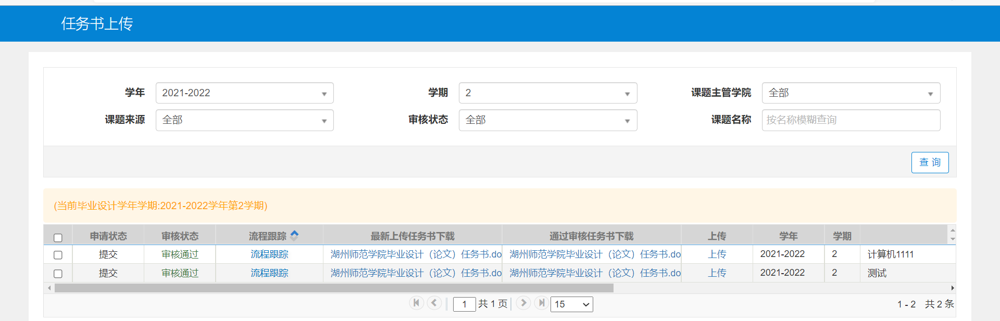 任务书上传
学年 2021-2022 学期 2 课题主管学院 全部
课题来源 全部 审核状态 全部 课题名称 按名称模糊查询
查 询
(当前毕业设计学年学期:2021-2022学年第2学期)
申请状态 审核状态 流程跟踪 最新上传任务书下载 通过审核任务书下载 上传 学年 学期
提交 审核通过 流程跟踪 湖州师范学院毕业设计（论文）任务书.do 湖州师范学院毕业设计（论文）任务书.do 上传 2021-2022 2 计算机1111
提交 审核通过 流程跟踪 湖州师范学院毕业设计（论文）任务书.do 湖州师范学院毕业设计（论文）任务书.do 上传 2021-2022 2 测试
1 共 1 页 15 1 - 2 共 2 条